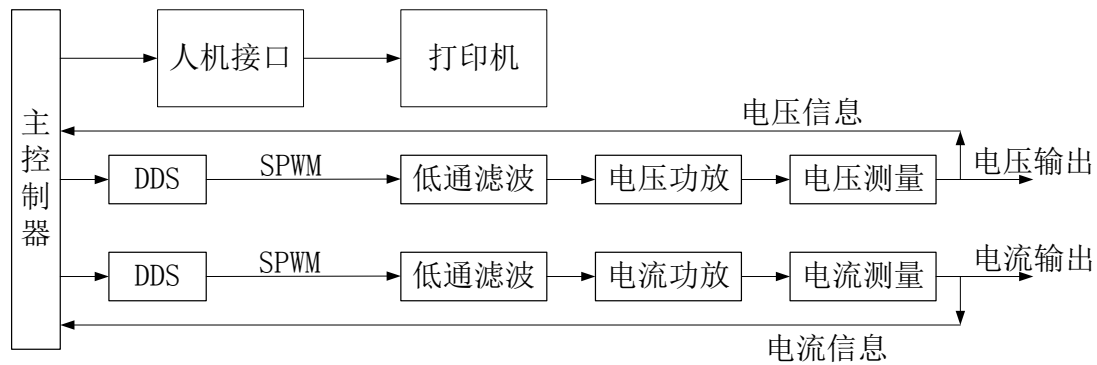 人机接口
打印机
主控制器
电压信息
DDS
SPWM
低通滤波
电压功放
电压测量
电压输出
DDS
SPWM
低通滤波
电流功放
电流测量
电流输出
电流信息